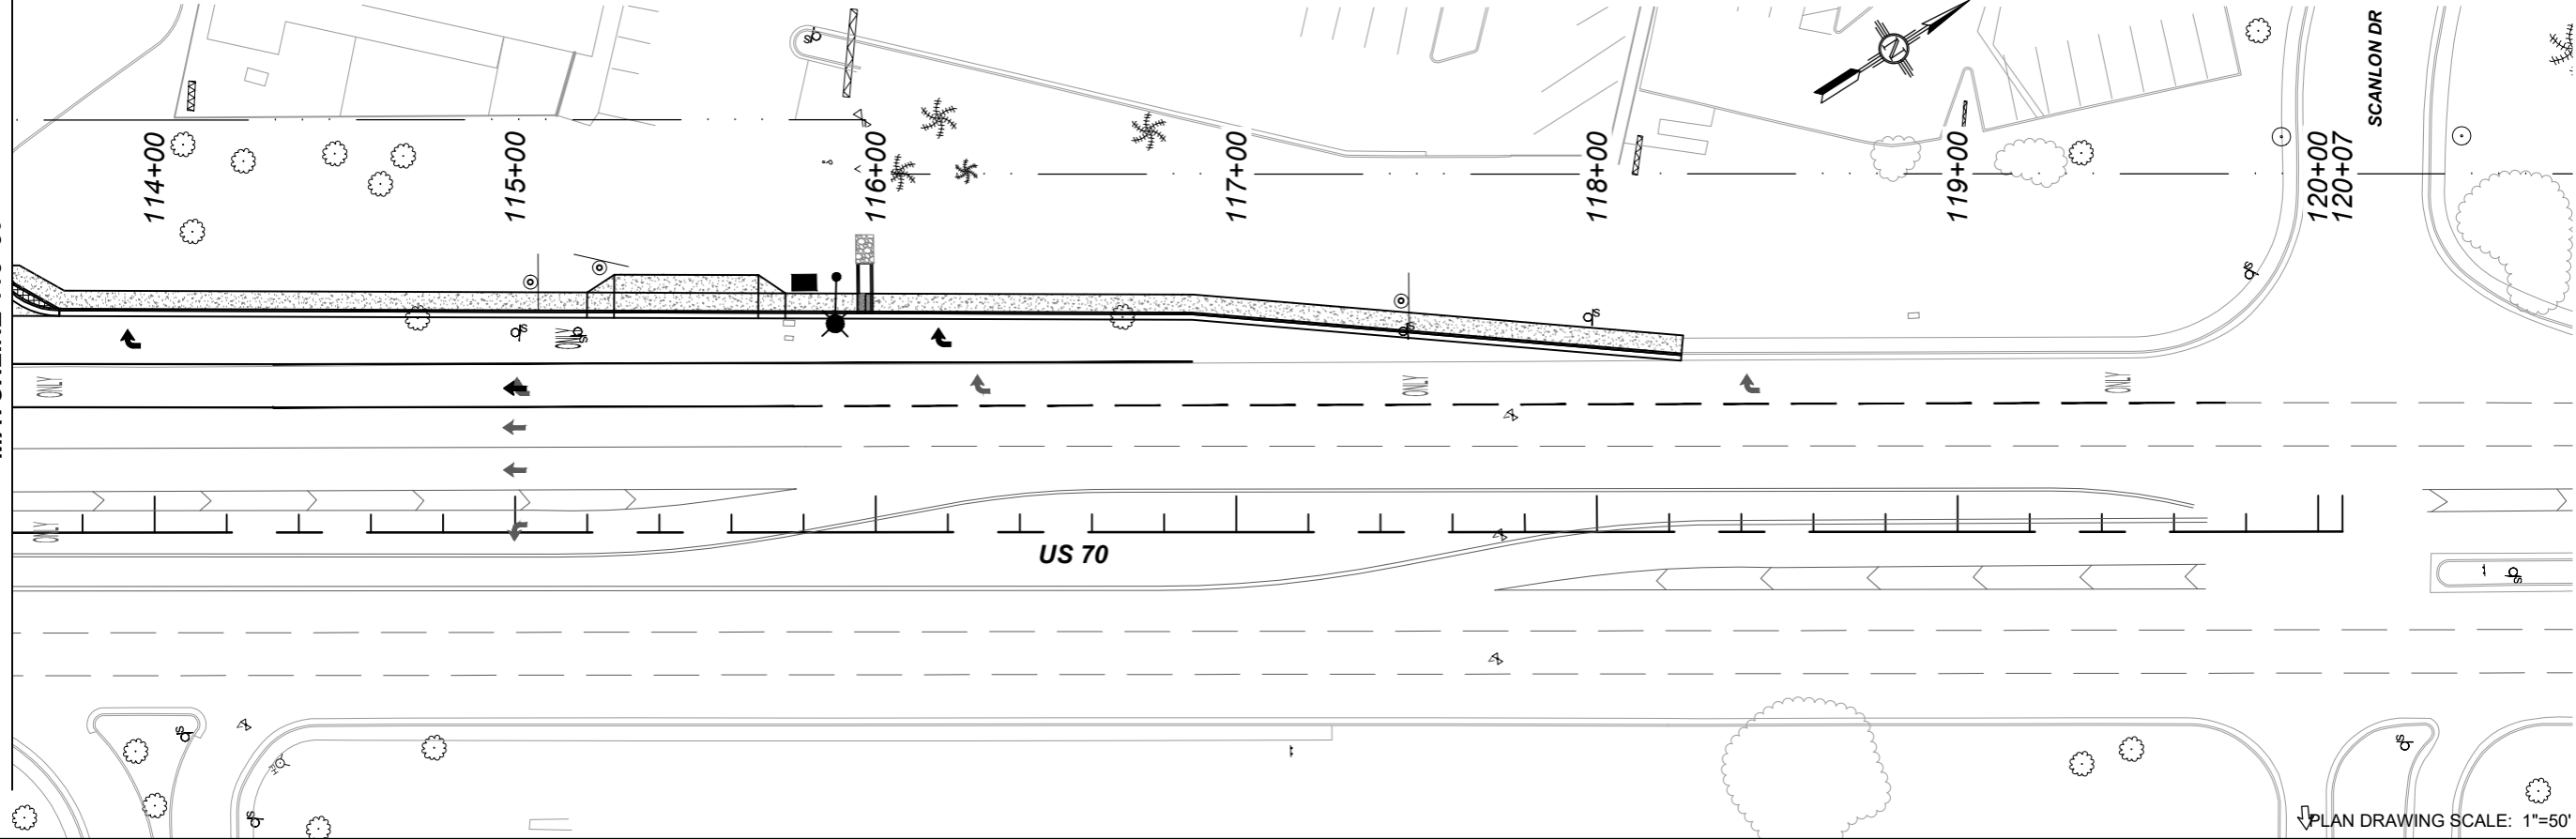 SCANLON DR
N
114+00
115+00
116+00
117+00
118+00
119+00
120+00
120+07
ONLY
ONLY
ONLY
ONLY
ONLY
US 70
FH
PLAN DRAWING SCALE: 1"=50'